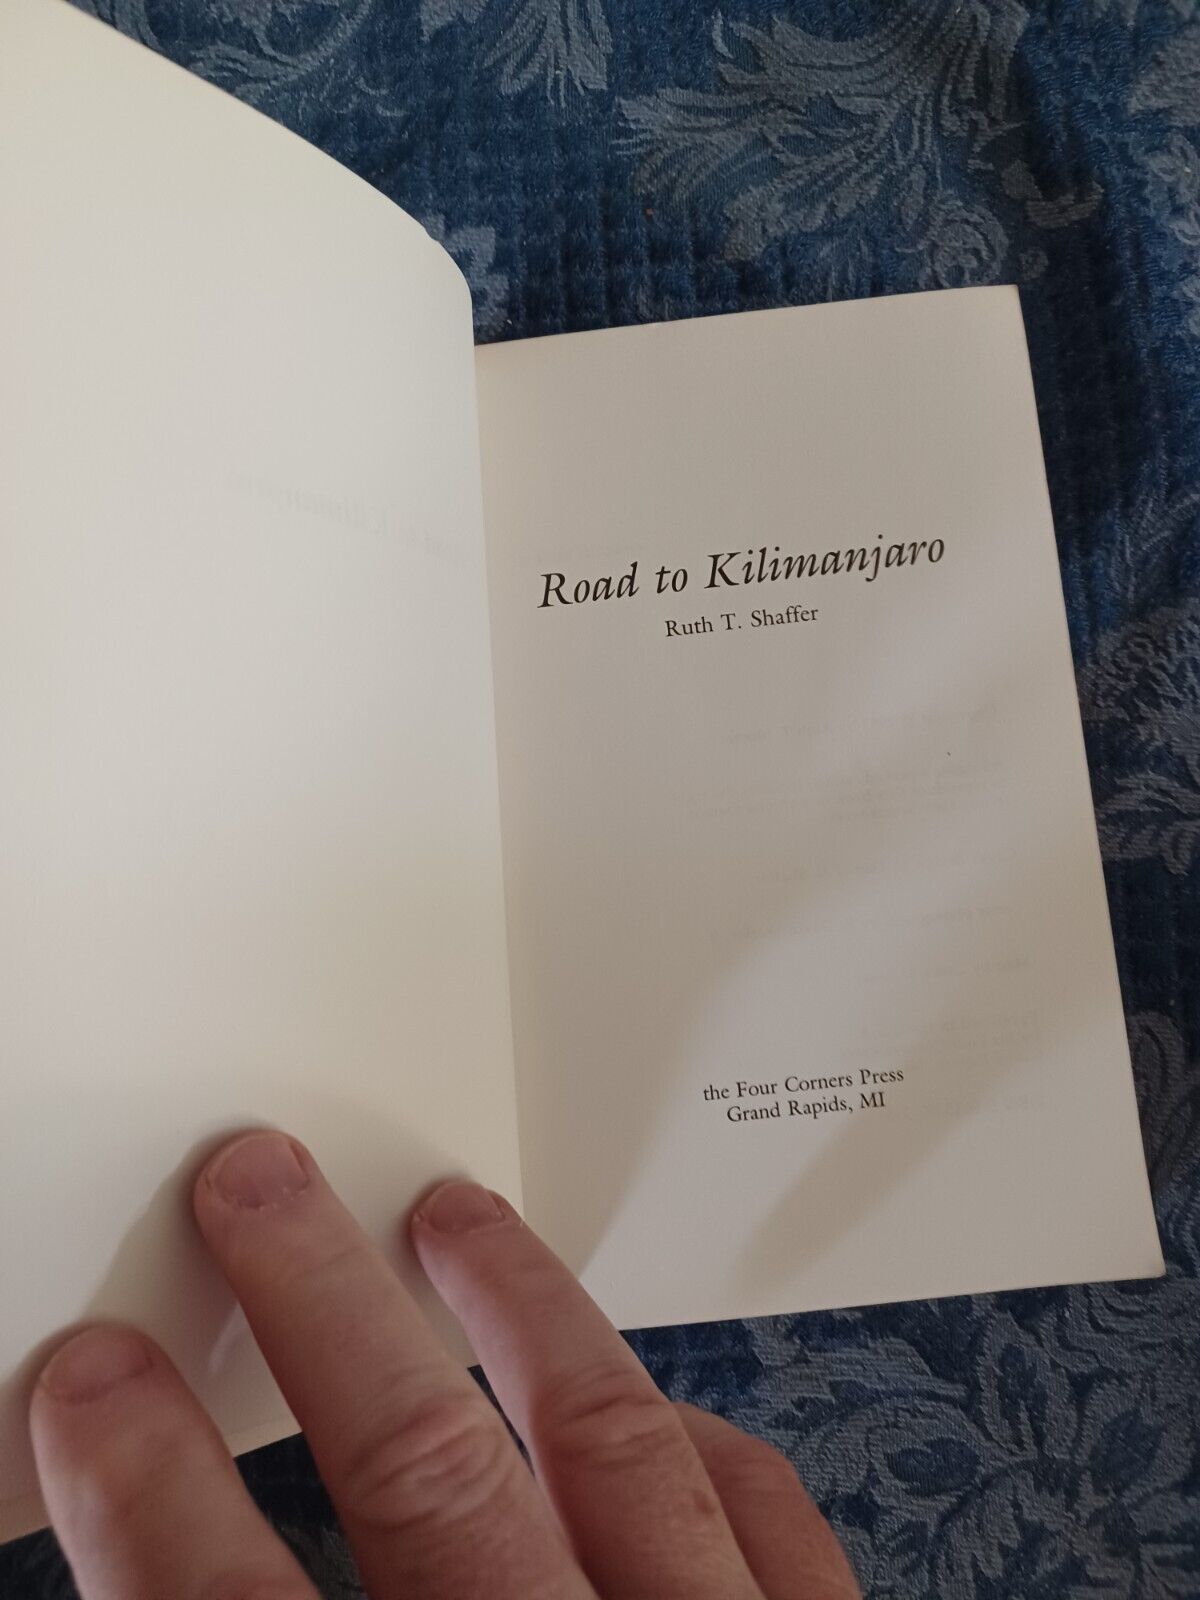 Road to Kilimanjaro
Ruth T. Shaffer
the Four Corners Press
Grand Rapids, MI